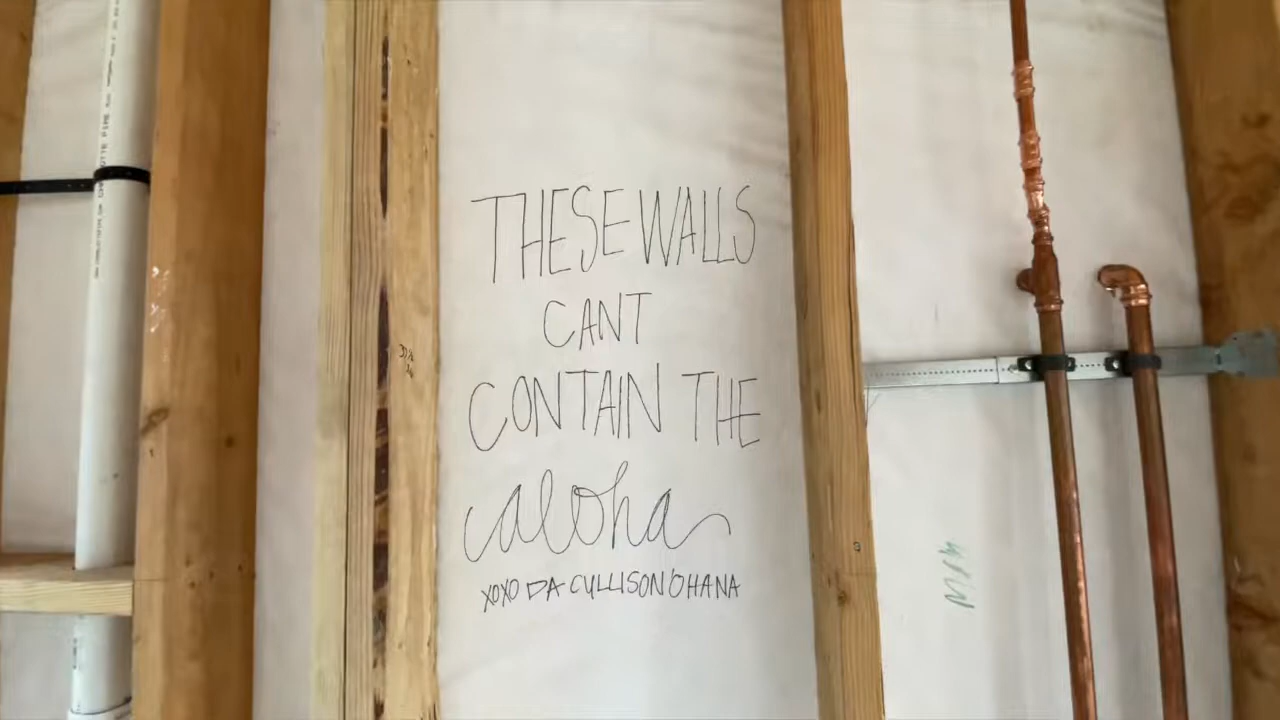 THESE WALLS
CANT
CONTAIN THE
aloha
XOXO DA CULLISON 'OHANA